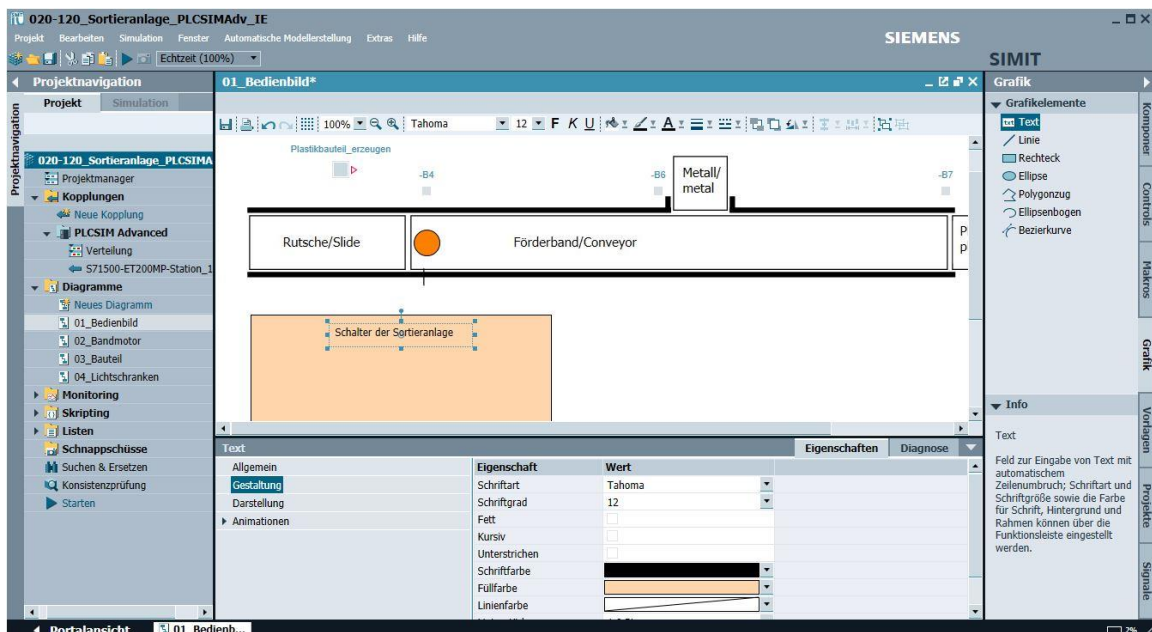 020-120_Sortieranlage_PLCSIMAdv_IE
Projekt Bearbeiten Simulation Fenster Automatische Modellerstellung Extras Hilfe
SIEMENS
Echtzeit (100%)
SIMIT
Projektnavigation
Projekt Simulation
Projektnavigation
020-120_Sortieranlage_PLCSIMA
Projektmanager
Kopplungen
Neue Kopplung
PLCSIM Advanced
Verteilung
S71500-ET200MP-Station_1
Diagramme
Neues Diagramm
01_Bedienbild
02_Bandmotor
03_Bauteil
04_Lichtschranken
Monitoring
Skripting
Listen
Schnappschüsse
Suchen & Ersetzen
Konsistenzprüfung
Starten
01_Bedienbild*
100% Tahoma 12 F K U A
Plastikbauteil_erzeugen
-B4
-B6
Metall/
metal
-B7
Rutsche/Slide
Förderband/Conveyor
Schalter der Sortieranlage
Text
Eigenschaften Diagnose
Allgemein
Gestaltung
Darstellung
Animationen
Eigenschaft Wert
Schriftart Tahoma
Schriftgrad 12
Fett
Kursiv
Unterstrichen
Schriftfarbe
Füllfarbe
Linienfarbe
Grafik
Grafikelemente
txt Text
Linie
Rechteck
Ellipse
Polygonzug
Ellipsenbogen
Bezierkurve
Info
Text
Feld zur Eingabe von Text mit
automatischem
Zeilenumbruch; Schriftart und
Schriftgröße sowie die Farbe
für Schrift, Hintergrund und
Rahmen können über die
Funktionsleiste eingestellt
werden.
Komponer
Controls
Makros
Grafik
Vorlagen
Projekte
Signale
Portalansicht
01_Bedienb...
2%